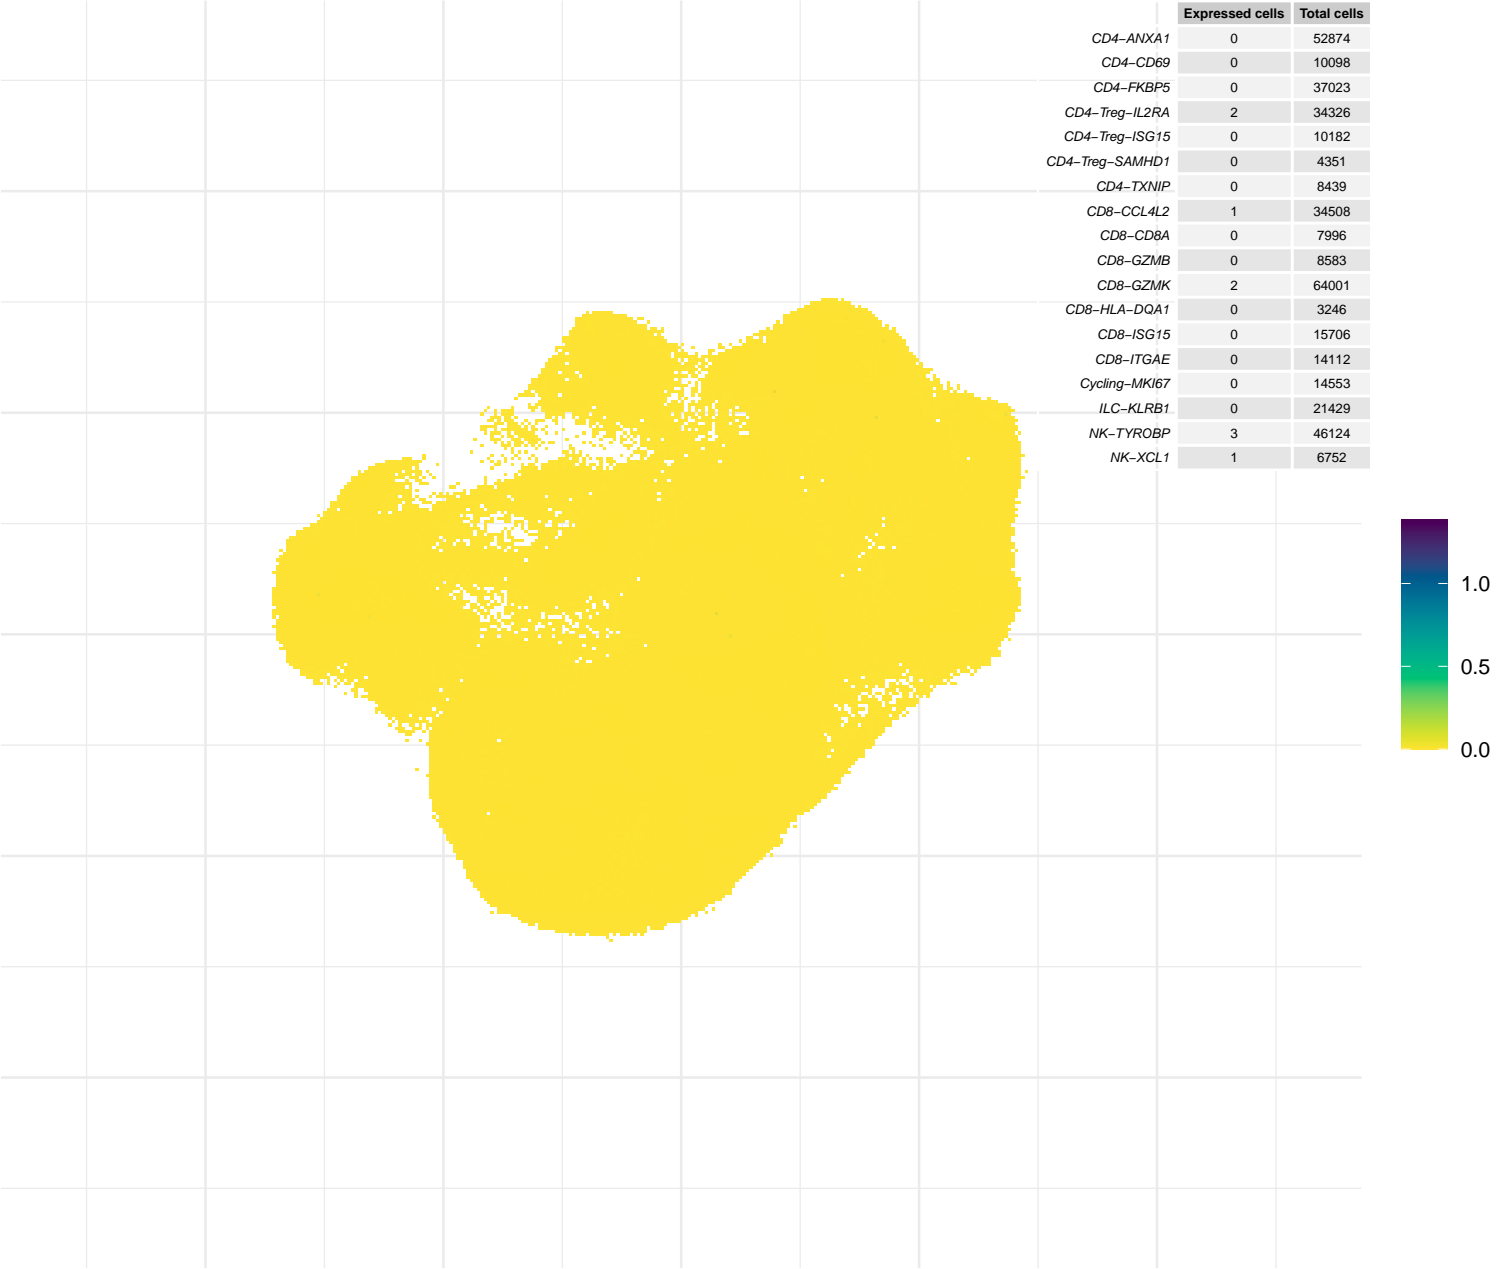 Expressed cells Total cells
CD4−ANXA1 0 52874
CD4−CD69 0 10098
CD4−FKBP5 0 37023
CD4−Treg−IL2RA 2 34326
CD4−Treg−ISG15 0 10182
CD4−Treg−SAMHD1 0 4351
CD4−TXNIP 0 8439
CD8−CCL4L2 1 34508
CD8−CD8A 0 7996
CD8−GZMB 0 8583
CD8−GZMK 2 64001
CD8−HLA−DQA1 0 3246
CD8−ISG15 0 15706
CD8−ITGAE 0 14112
Cycling−MKI67 0 14553
ILC−KLRB1 0 21429
NK−TYROBP 3 46124
NK−XCL1 1 6752
1.0
0.5
0.0